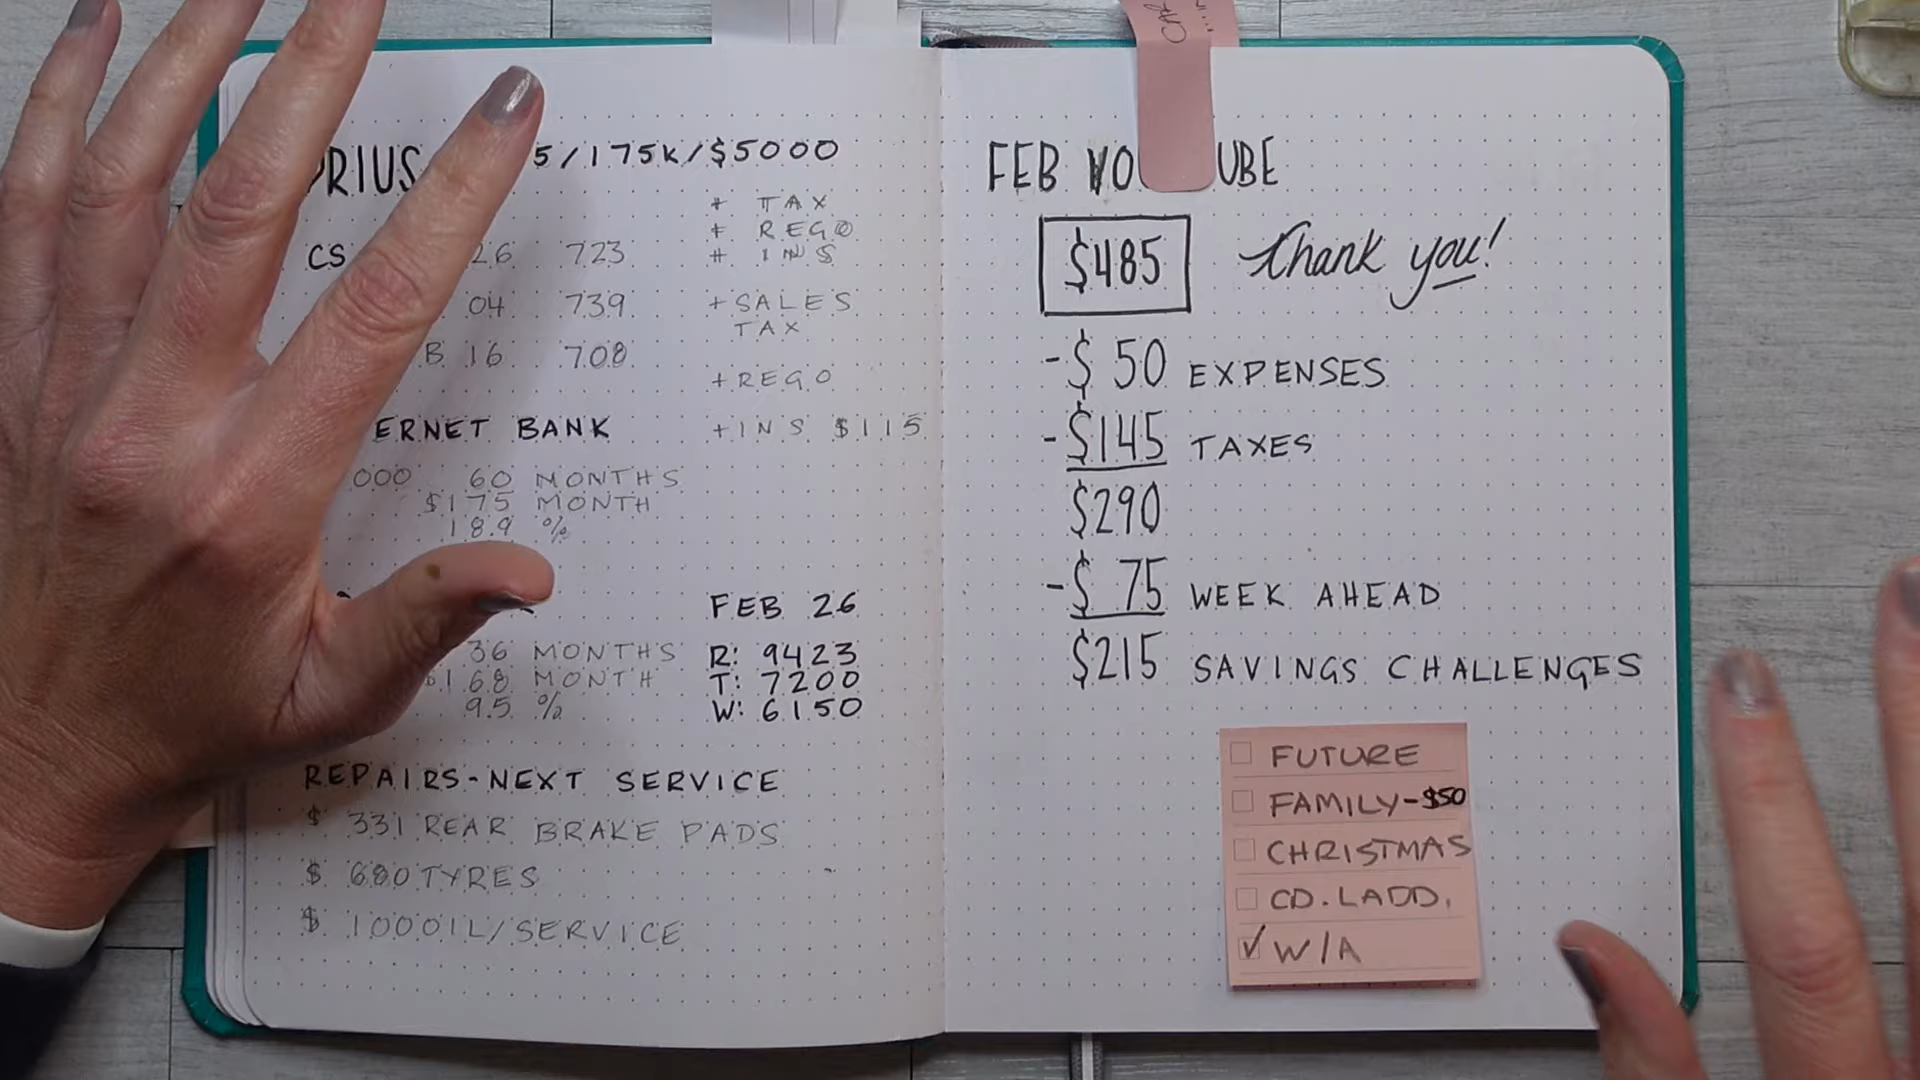 PRIUS 5/175K/$5000
+ TAX
+ REGO
+ INS
CS 26 723
04 739
+ SALES
TAX
B 16 708
+ REGO
ERNET BANK
+ INS $115
000 60 MONTHS
$175 MONTH
18.9 %
FEB 26
36 MONTHS
$168 MONTH
9.5 %
R: 9423
T: 7200
W: 6150
REPAIRS-NEXT SERVICE
$ 331 REAR BRAKE PADS
$ 680 TYRES
$ 100 OIL/SERVICE
FEB YO UBE
$485 Thank you!
-$ 50 EXPENSES
-$145 TAXES
$290
-$ 75 WEEK AHEAD
$215 SAVINGS CHALLENGES
FUTURE
FAMILY-$50
CHRISTMAS
CD. LADD.
✓ W/A